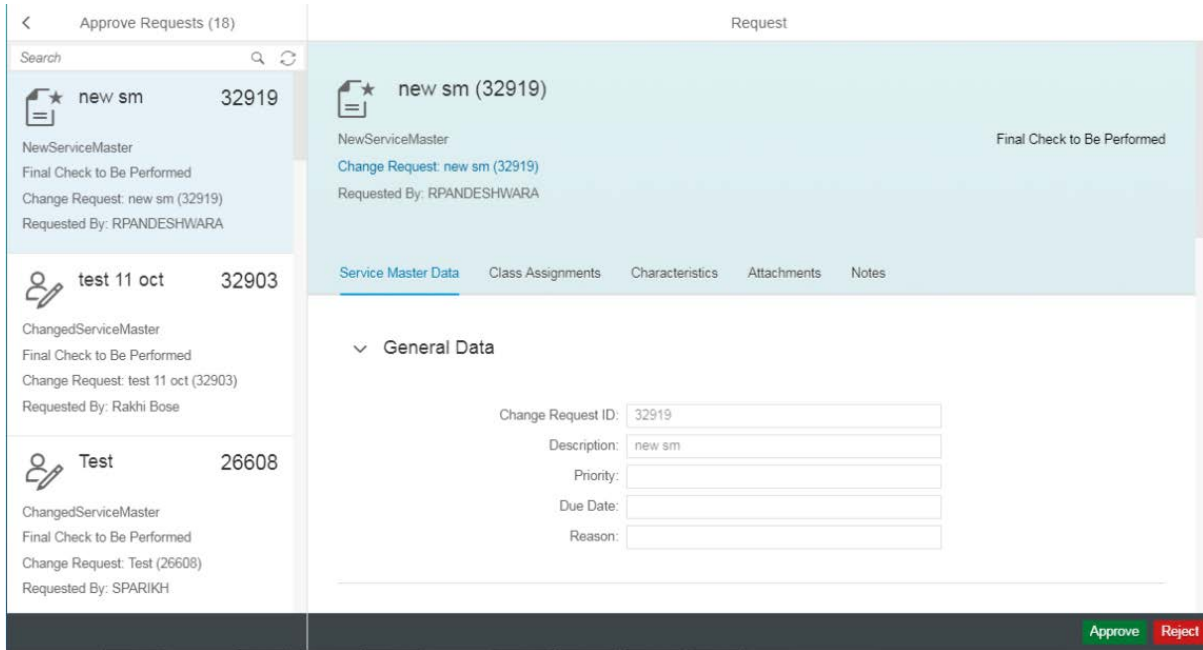 Approve Requests (18)
Search
new sm 32919
NewServiceMaster
Final Check to Be Performed
Change Request: new sm (32919)
Requested By: RPANDESHWARA
test 11 oct 32903
ChangedServiceMaster
Final Check to Be Performed
Change Request: test 11 oct (32903)
Requested By: Rakhi Bose
Test 26608
ChangedServiceMaster
Final Check to Be Performed
Change Request: Test (26608)
Requested By: SPARIKH
Request
new sm (32919)
NewServiceMaster Final Check to Be Performed
Change Request: new sm (32919)
Requested By: RPANDESHWARA
Service Master Data Class Assignments Characteristics Attachments Notes
General Data
Change Request ID: 32919
Description: new sm
Priority:
Due Date:
Reason:
Approve Reject